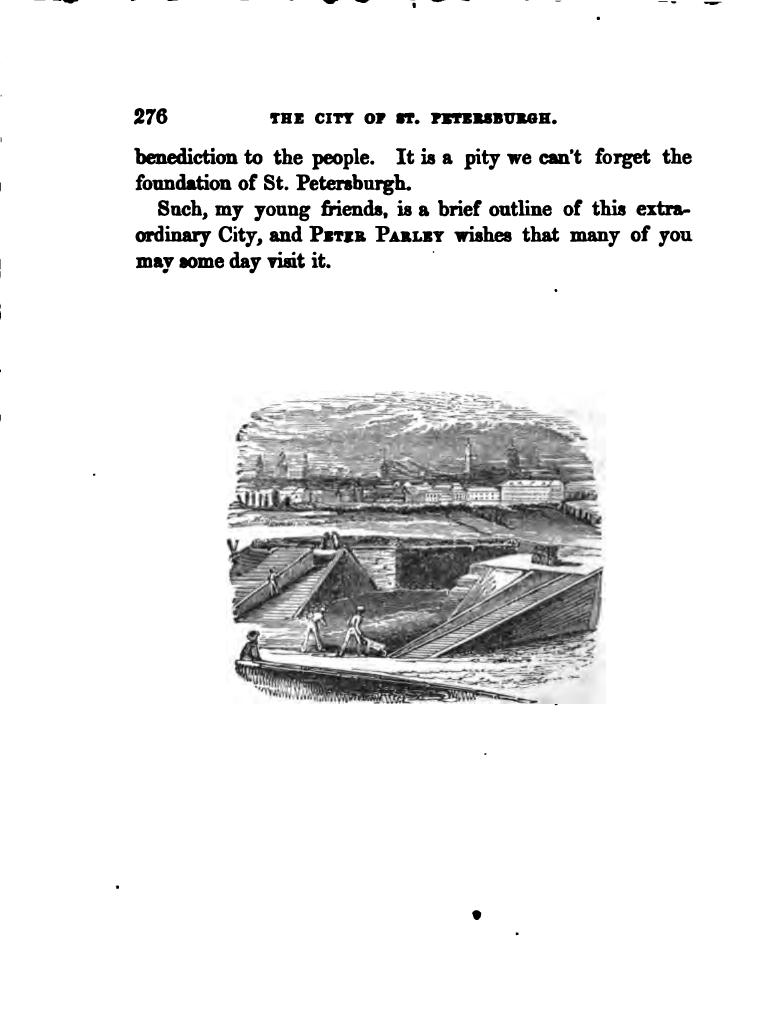 276 THE CITY OF ST. PETERSBURGH.
benediction to the people. It is a pity we can't forget the
foundation of St. Petersburgh.
Such, my young friends, is a brief outline of this extra-
ordinary City, and PETER PARLEY wishes that many of you
may some day visit it.